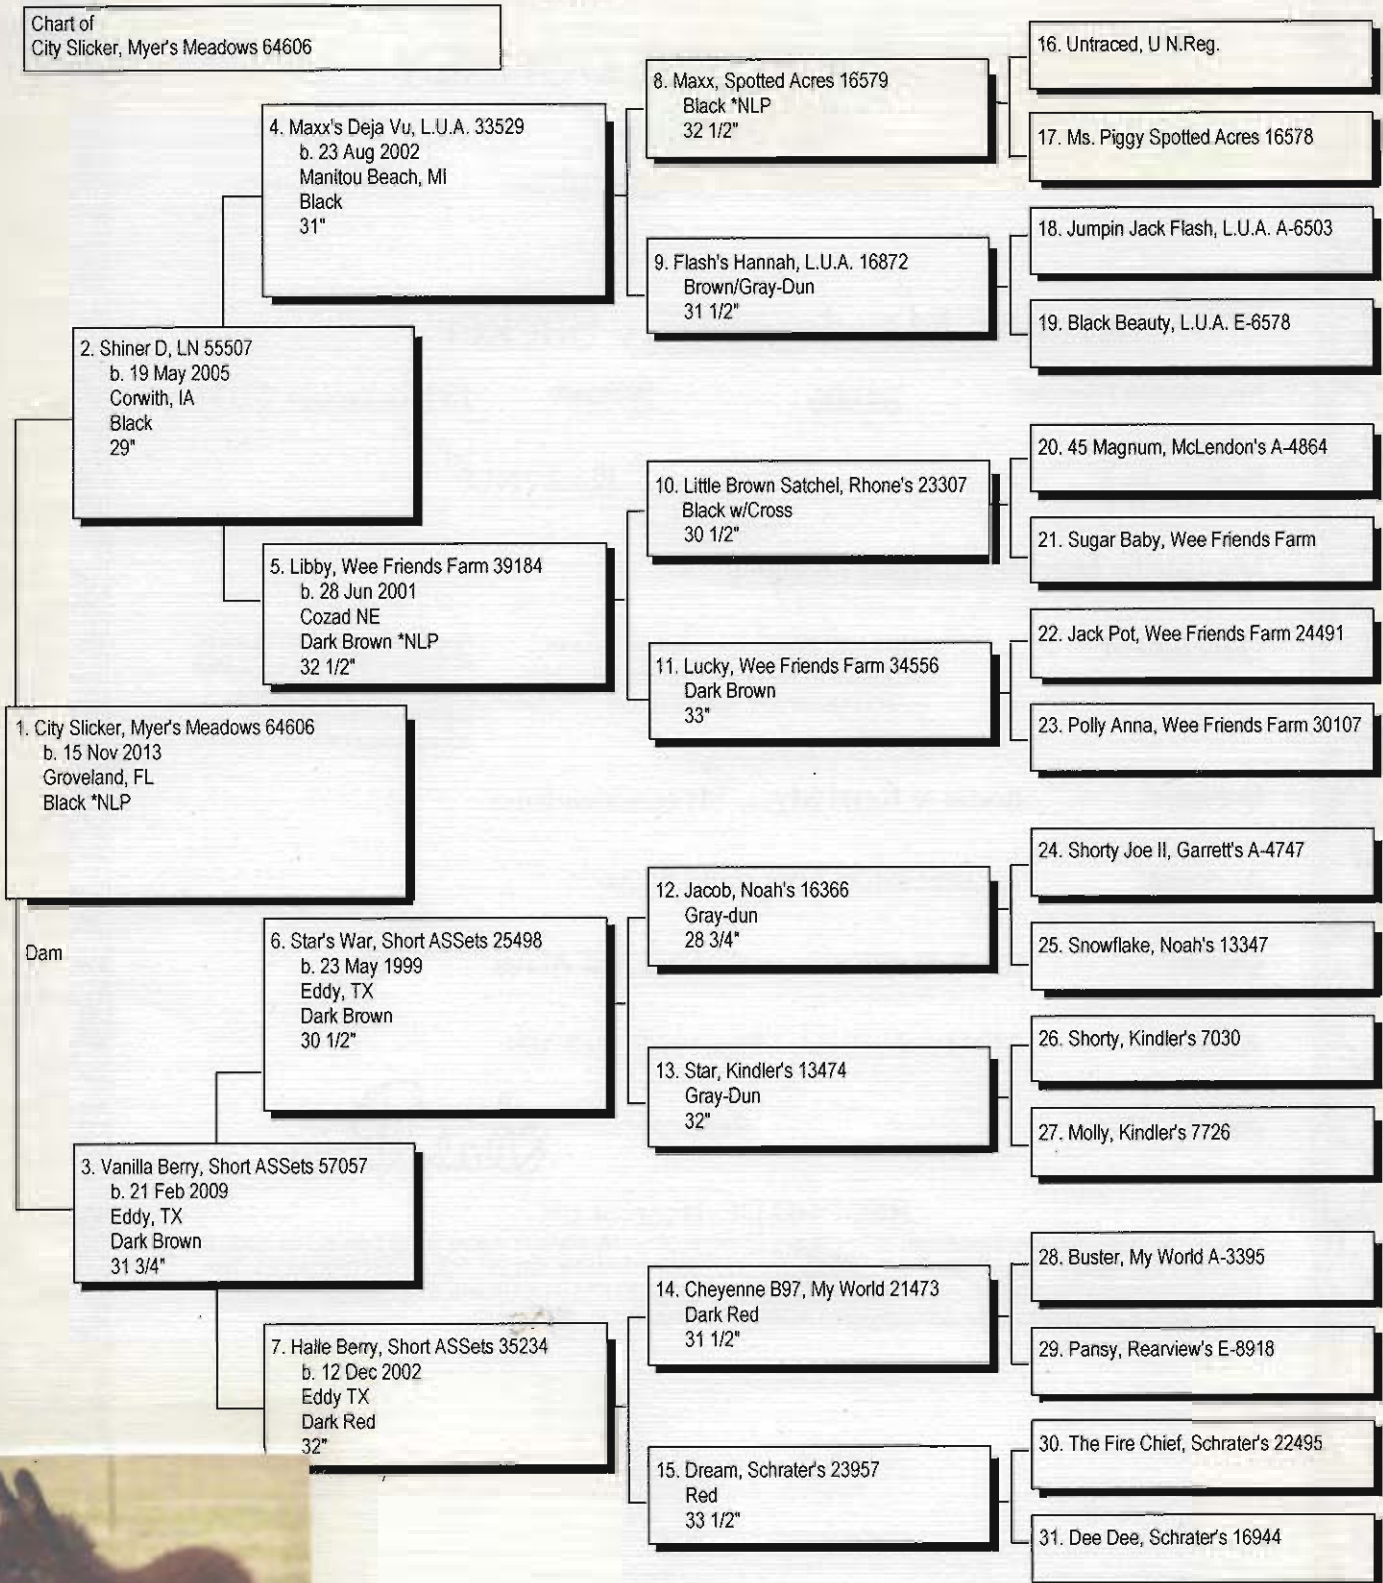 Chart of
City Slicker, Myer's Meadows 64606
1. City Slicker, Myer's Meadows 64606
b. 15 Nov 2013
Groveland, FL
Black *NLP
Dam
2. Shiner D, LN 55507
b. 19 May 2005
Corwith, IA
Black
29"
3. Vanilla Berry, Short ASSets 57057
b. 21 Feb 2009
Eddy, TX
Dark Brown
31 3/4"
4. Maxx's Deja Vu, L.U.A. 33529
b. 23 Aug 2002
Manitou Beach, MI
Black
31"
5. Libby, Wee Friends Farm 39184
b. 28 Jun 2001
Cozad NE
Dark Brown *NLP
32 1/2"
6. Star's War, Short ASSets 25498
b. 23 May 1999
Eddy, TX
Dark Brown
30 1/2"
7. Halle Berry, Short ASSets 35234
b. 12 Dec 2002
Eddy TX
Dark Red
32"
8. Maxx, Spotted Acres 16579
Black *NLP
32 1/2"
9. Flash's Hannah, L.U.A. 16872
Brown/Gray-Dun
31 1/2"
10. Little Brown Satchel, Rhone's 23307
Black w/Cross
30 1/2"
11. Lucky, Wee Friends Farm 34556
Dark Brown
33"
12. Jacob, Noah's 16366
Gray-dun
28 3/4"
13. Star, Kindler's 13474
Gray-Dun
32"
14. Cheyenne B97, My World 21473
Dark Red
31 1/2"
15. Dream, Schrater's 23957
Red
33 1/2"
16. Untraced, U N.Reg.
17. Ms. Piggy Spotted Acres 16578
18. Jumpin Jack Flash, L.U.A. A-6503
19. Black Beauty, L.U.A. E-6578
20. 45 Magnum, McLendon's A-4864
21. Sugar Baby, Wee Friends Farm
22. Jack Pot, Wee Friends Farm 24491
23. Polly Anna, Wee Friends Farm 30107
24. Shorty Joe II, Garrett's A-4747
25. Snowflake, Noah's 13347
26. Shorty, Kindler's 7030
27. Molly, Kindler's 7726
28. Buster, My World A-3395
29. Pansy, Rearview's E-8918
30. The Fire Chief, Schrater's 22495
31. Dee Dee, Schrater's 16944